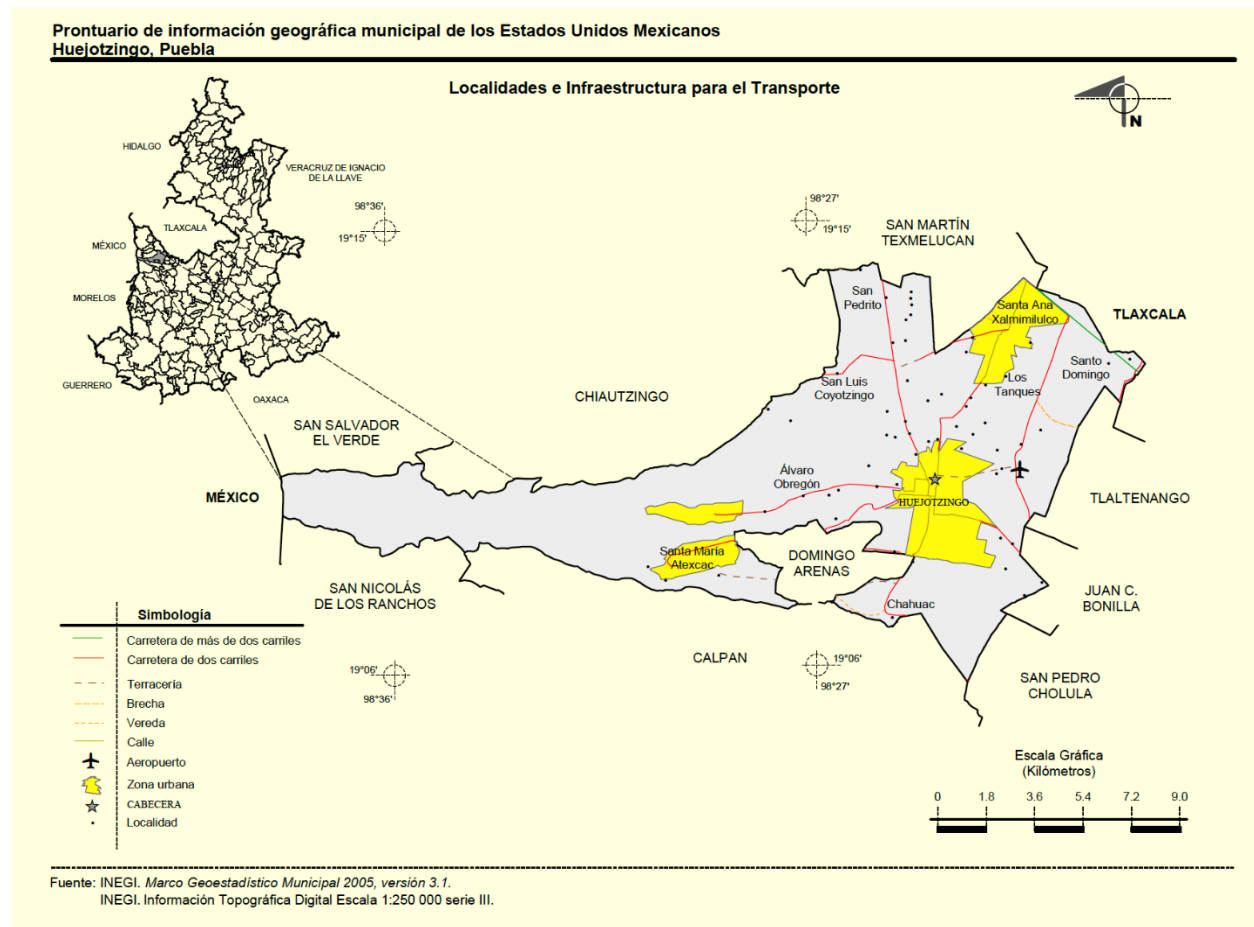 Prontuario de información geográfica municipal de los Estados Unidos Mexicanos
Huejotzingo, Puebla
Localidades e Infraestructura para el Transporte
N
HIDALGO
VERACRUZ DE IGNACIO
DE LA LLAVE
TLAXCALA
MÉXICO
MORELOS
GUERRERO
OAXACA
98°36'
19°15'
98°27'
19°15'
SAN MARTÍN
TEXMELUCAN
San
Pedrito
Santa Ana
Xalmimilulco
TLAXCALA
Santo
Domingo
San Luis
Coyotzingo
Los
Tanques
CHIAUTZINGO
SAN SALVADOR
EL VERDE
MÉXICO
Álvaro
Obregón
HUEJOTZINGO
TLALTENANGO
Santa María
Atexcac
DOMINGO
ARENAS
SAN NICOLÁS
DE LOS RANCHOS
Chahuac
JUAN C.
BONILLA
CALPAN
19°06'
98°36'
19°06'
98°27'
SAN PEDRO
CHOLULA
Simbología
Carretera de más de dos carriles
Carretera de dos carriles
Terracería
Brecha
Vereda
Calle
Aeropuerto
Zona urbana
CABECERA
Localidad
Escala Gráfica
(Kilómetros)
0 1.8 3.6 5.4 7.2 9.0
Fuente: INEGI. Marco Geoestadístico Municipal 2005, versión 3.1.
INEGI. Información Topográfica Digital Escala 1:250 000 serie III.